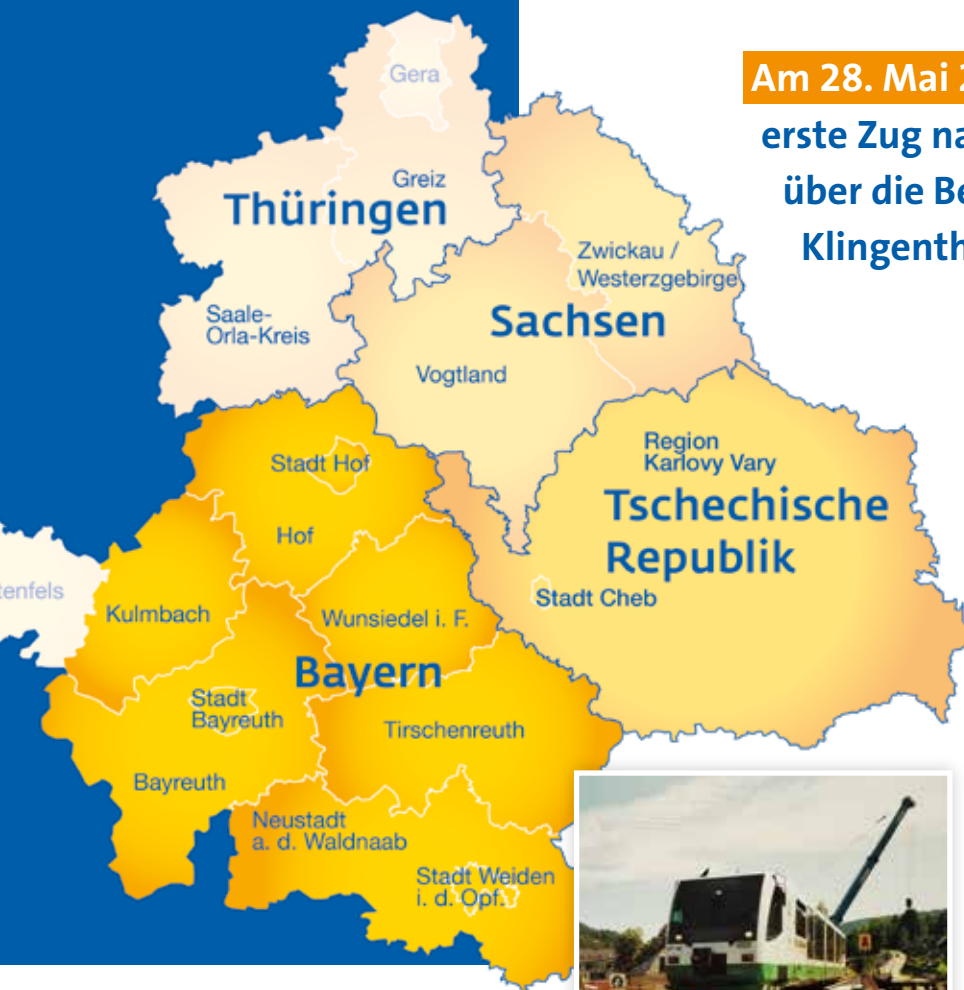 Am 28. Mai 2
erste Zug na
über die Be
Klingenth
Gera
Greiz
Thüringen
Saale-
Orla-Kreis
Zwickau /
Westerzgebirge
Sachsen
Vogtland
Region
Karlovy Vary
Tschechische
Republik
Stadt Cheb
Stadt Hof
Hof
tenfels
Kulmbach
Wunsiedel i. F.
Bayern
Stadt
Bayreuth
Tirschenreuth
Bayreuth
Neustadt
a. d. Waldnaab
Stadt Weiden
i. d. Opf.